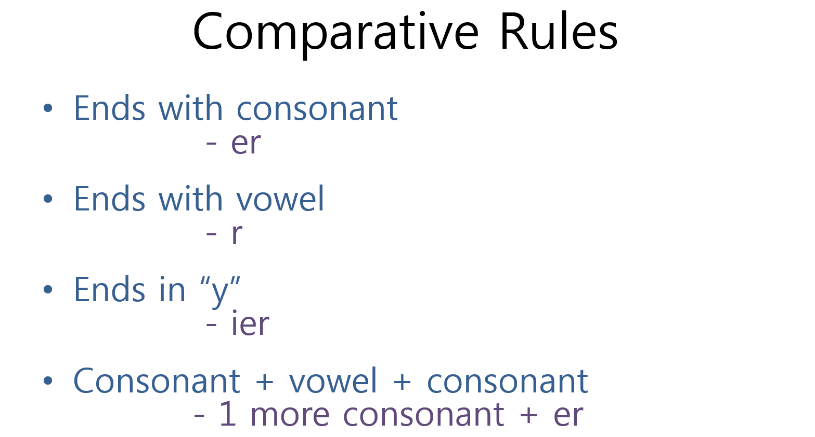 Comparative Rules
• Ends with consonant
- er
• Ends with vowel
- r
• Ends in “y”
- ier
• Consonant + vowel + consonant
- 1 more consonant + er